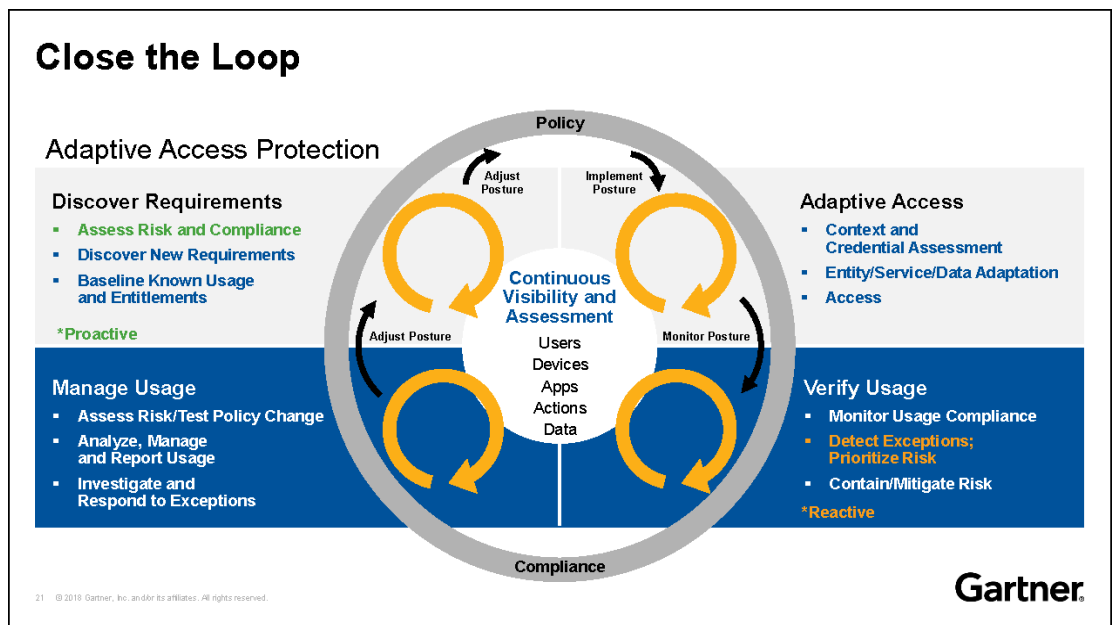 Close the Loop
Adaptive Access Protection
Policy
Adjust
Posture
Implement
Posture
Discover Requirements
▪ Assess Risk and Compliance
▪ Discover New Requirements
▪ Baseline Known Usage
and Entitlements
*Proactive
Adaptive Access
▪ Context and
Credential Assessment
▪ Entity/Service/Data Adaptation
▪ Access
Continuous
Visibility and
Assessment
Users
Devices
Apps
Actions
Data
Adjust Posture
Monitor Posture
Manage Usage
▪ Assess Risk/Test Policy Change
▪ Analyze, Manage
and Report Usage
▪ Investigate and
Respond to Exceptions
Verify Usage
▪ Monitor Usage Compliance
▪ Detect Exceptions;
Prioritize Risk
▪ Contain/Mitigate Risk
*Reactive
Compliance
21 © 2018 Gartner, Inc. and/or its affiliates. All rights reserved.
Gartner®